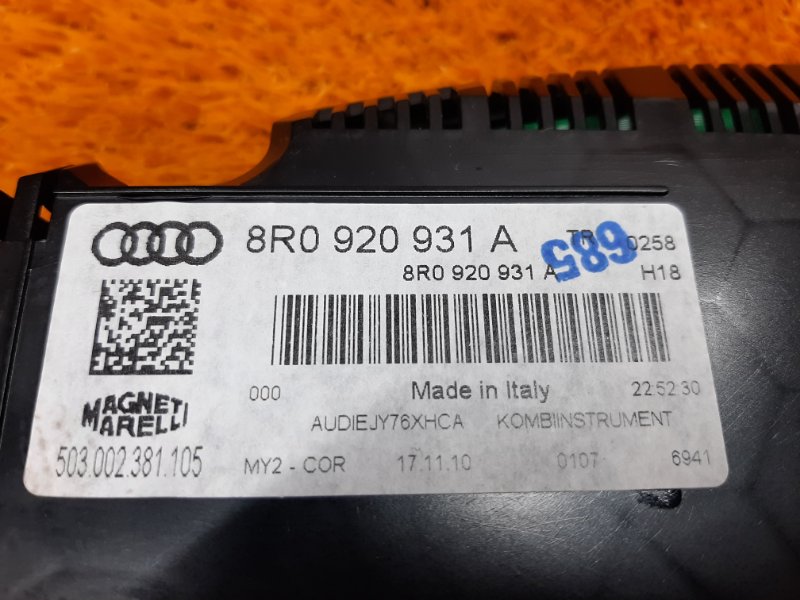 8R0 920 931 A TR 0258
685
8R0 920 931 A H18
000 Made in Italy 22:52:30
MAGNETI
MARELLI
AUDIEJY76XHCA KOMBIINSTRUMENT
503.002.381.105
MY2 - COR 17.11.10 0107 6941